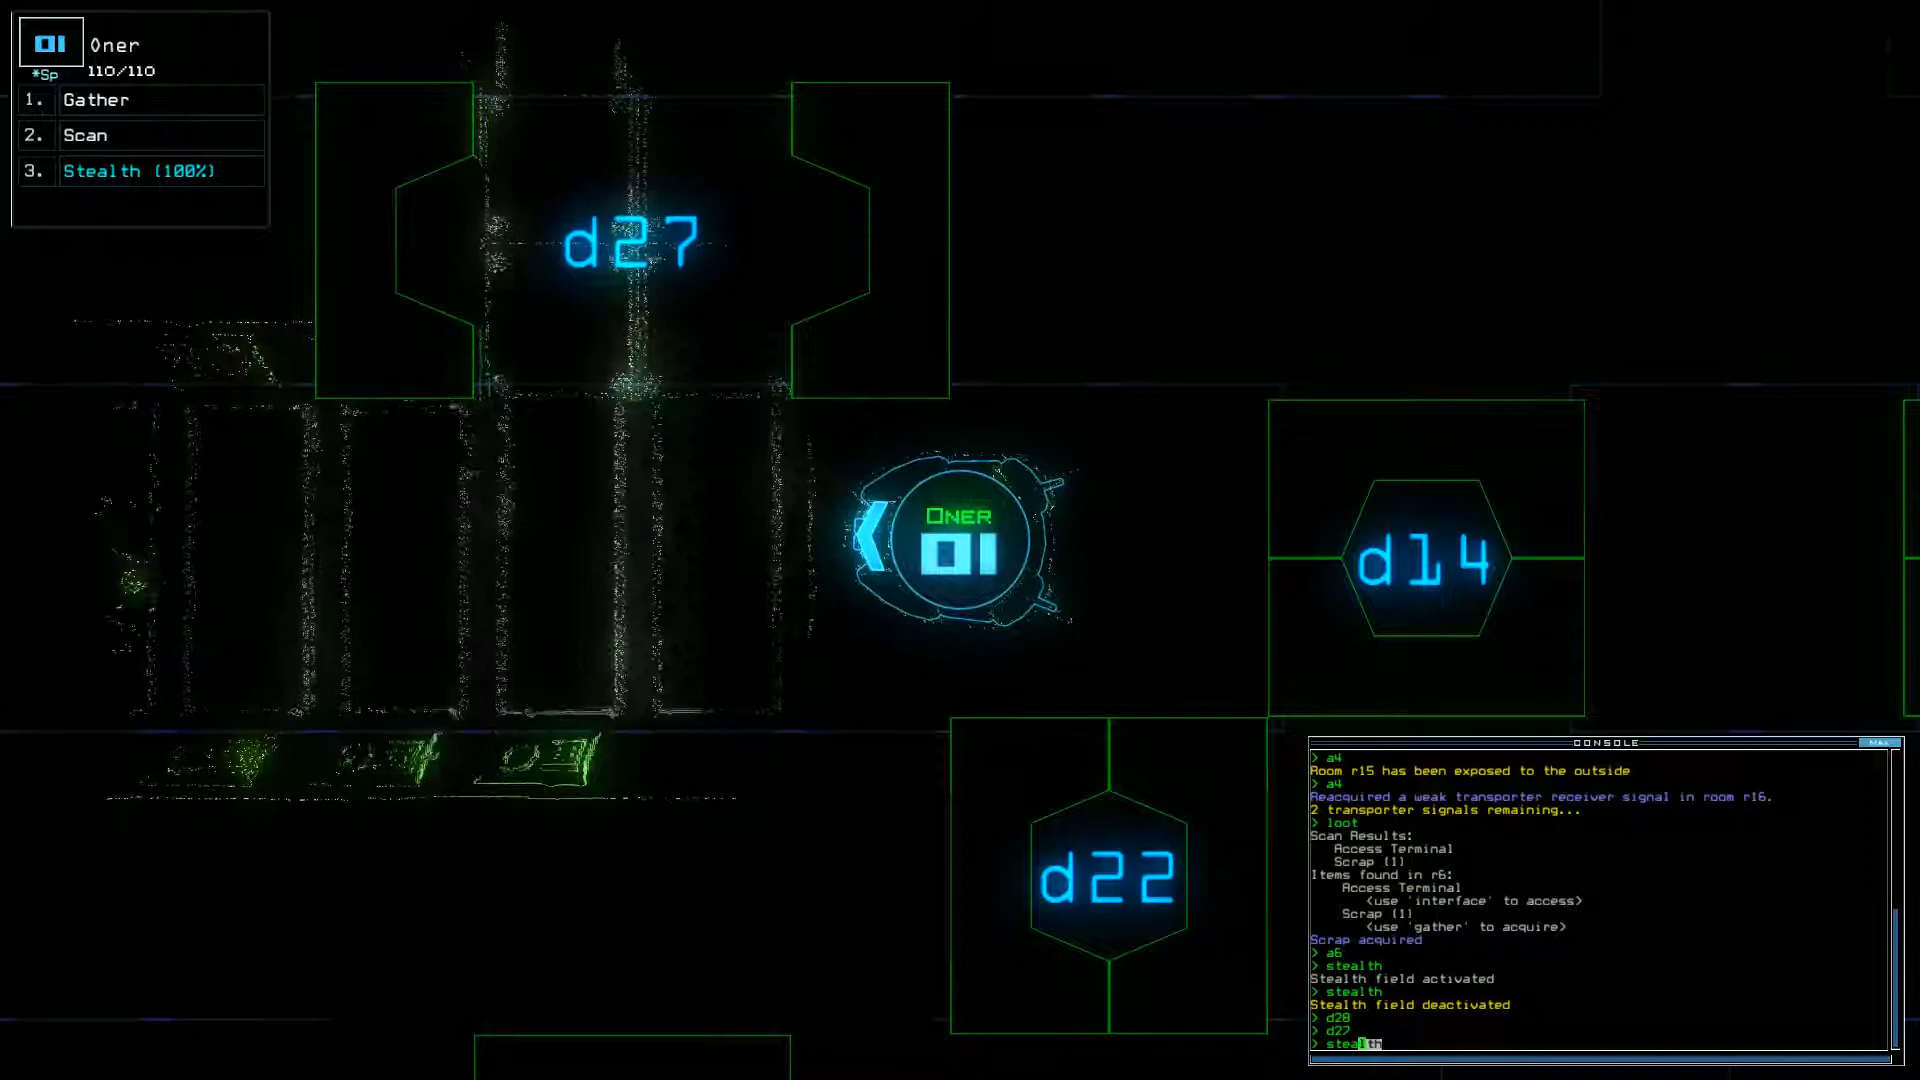 01
Oner
*Sp
110/110
1. Gather
2. Scan
3. Stealth (100%)
d27
Oner
01
d14
d22
CONSOLE
MAX
> a4
Room r15 has been exposed to the outside
> a4
Reacquired a weak transporter receiver signal in room r16.
2 transporter signals remaining...
> loot
Scan Results:
Access Terminal
Scrap (1)
Items found in r6:
Access Terminal
<use 'interface' to access>
Scrap (1)
<use 'gather' to acquire>
Scrap acquired
> a6
> stealth
Stealth field activated
> stealth
Stealth field deactivated
> d28
> d27
> stealth